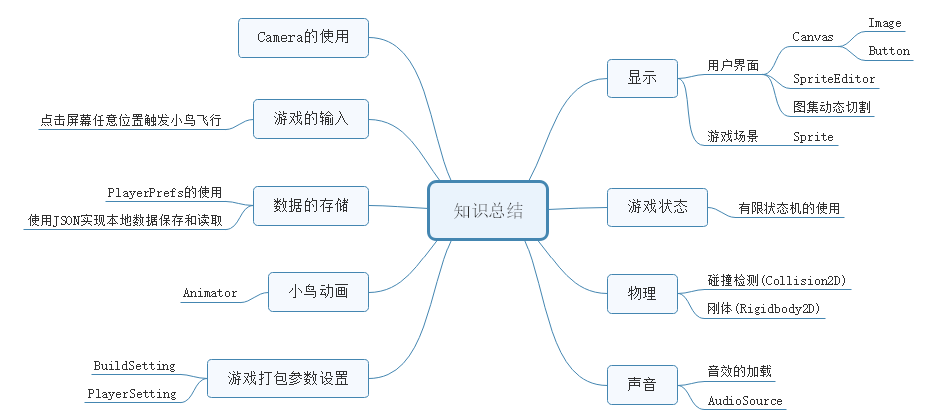 知识总结
Camera的使用
游戏的输入
点击屏幕任意位置触发小鸟飞行
数据的存储
PlayerPrefs的使用
使用JSON实现本地数据保存和读取
小鸟动画
Animator
游戏打包参数设置
BuildSetting
PlayerSetting
显示
用户界面
Canvas
Image
Button
SpriteEditor
图集动态切割
游戏场景
Sprite
游戏状态
有限状态机的使用
物理
碰撞检测(Collision2D)
刚体(Rigidbody2D)
声音
音效的加载
AudioSource